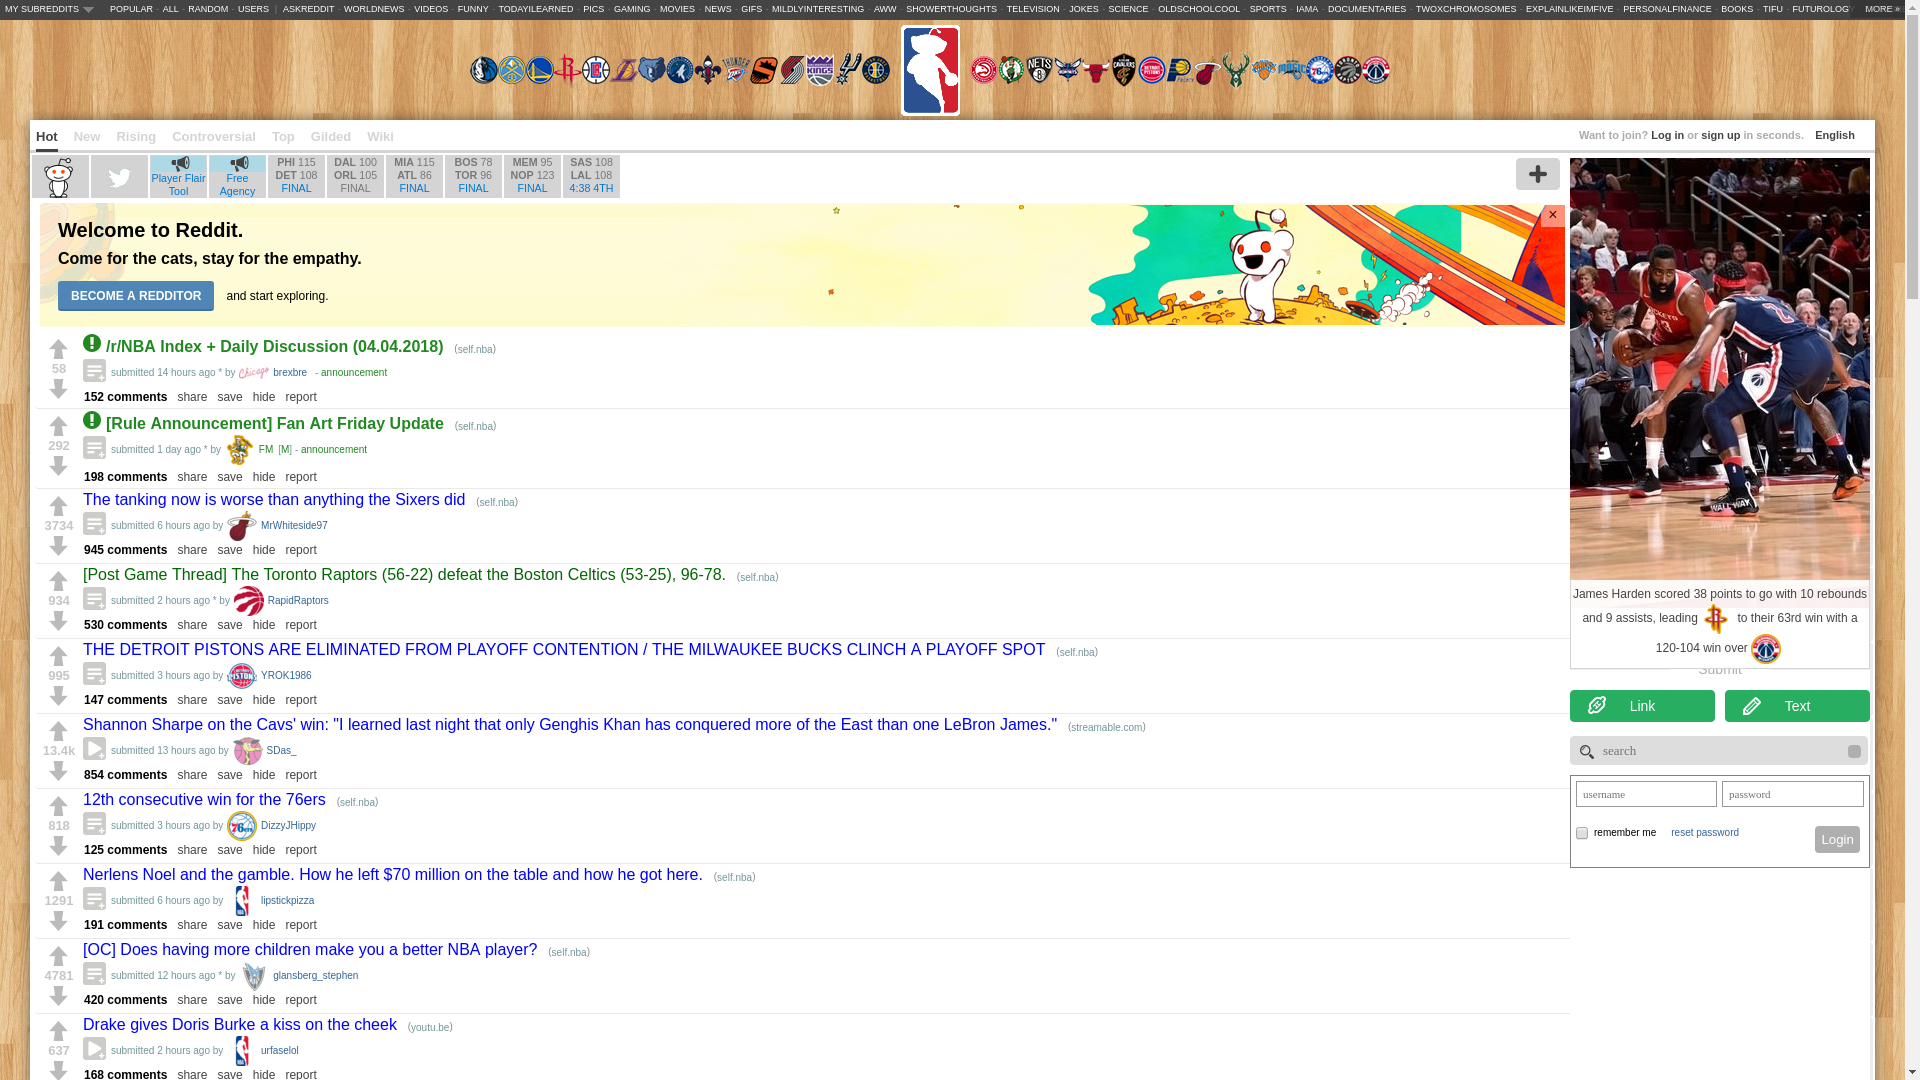 MY SUBREDDITS POPULAR - ALL - RANDOM - USERS | ASKREDDIT - WORLDNEWS - VIDEOS - FUNNY - TODAYILEARNED - PICS - GAMING - MOVIES - NEWS - GIFS - MILDLYINTERESTING - AWW - SHOWERTHOUGHTS - TELEVISION - JOKES - SCIENCE - OLDSCHOOLCOOL - SPORTS - IAMA - DOCUMENTARIES - TWOXCHROMOSOMES - EXPLAINLIKEIMFIVE - PERSONALFINANCE - BOOKS - TIFU - FUTUROLOGY MORE »
Hot New Rising Controversial Top Gilded Wiki
Want to join? Log in or sign up in seconds. English
Player Flair Tool
Free Agency
PHI 115
DET 108
FINAL
DAL 100
ORL 105
FINAL
MIA 115
ATL 86
FINAL
BOS 78
TOR 96
FINAL
MEM 95
NOP 123
FINAL
SAS 108
LAL 108
4:38 4TH
Welcome to Reddit.
Come for the cats, stay for the empathy.
BECOME A REDDITOR and start exploring.
×
/r/NBA Index + Daily Discussion (04.04.2018) (self.nba)
58
submitted 14 hours ago * by brexbre - announcement
152 comments share save hide report
[Rule Announcement] Fan Art Friday Update (self.nba)
292
submitted 1 day ago * by FM [M] - announcement
198 comments share save hide report
The tanking now is worse than anything the Sixers did (self.nba)
3734
submitted 6 hours ago by MrWhiteside97
945 comments share save hide report
[Post Game Thread] The Toronto Raptors (56-22) defeat the Boston Celtics (53-25), 96-78. (self.nba)
934
submitted 2 hours ago * by RapidRaptors
530 comments share save hide report
THE DETROIT PISTONS ARE ELIMINATED FROM PLAYOFF CONTENTION / THE MILWAUKEE BUCKS CLINCH A PLAYOFF SPOT (self.nba)
995
submitted 3 hours ago by YROK1986
147 comments share save hide report
Shannon Sharpe on the Cavs' win: "I learned last night that only Genghis Khan has conquered more of the East than one LeBron James." (streamable.com)
13.4k
submitted 13 hours ago by SDas_
854 comments share save hide report
12th consecutive win for the 76ers (self.nba)
818
submitted 3 hours ago by DizzyJHippy
125 comments share save hide report
Nerlens Noel and the gamble. How he left $70 million on the table and how he got here. (self.nba)
1291
submitted 6 hours ago by lipstickpizza
191 comments share save hide report
[OC] Does having more children make you a better NBA player? (self.nba)
4781
submitted 12 hours ago * by glansberg_stephen
420 comments share save hide report
Drake gives Doris Burke a kiss on the cheek (youtu.be)
637
submitted 2 hours ago by urfaselol
168 comments share save hide report
James Harden scored 38 points to go with 10 rebounds
and 9 assists, leading to their 63rd win with a
120-104 win over
Submit
Link
Text
search
username
password
remember me reset password
Login